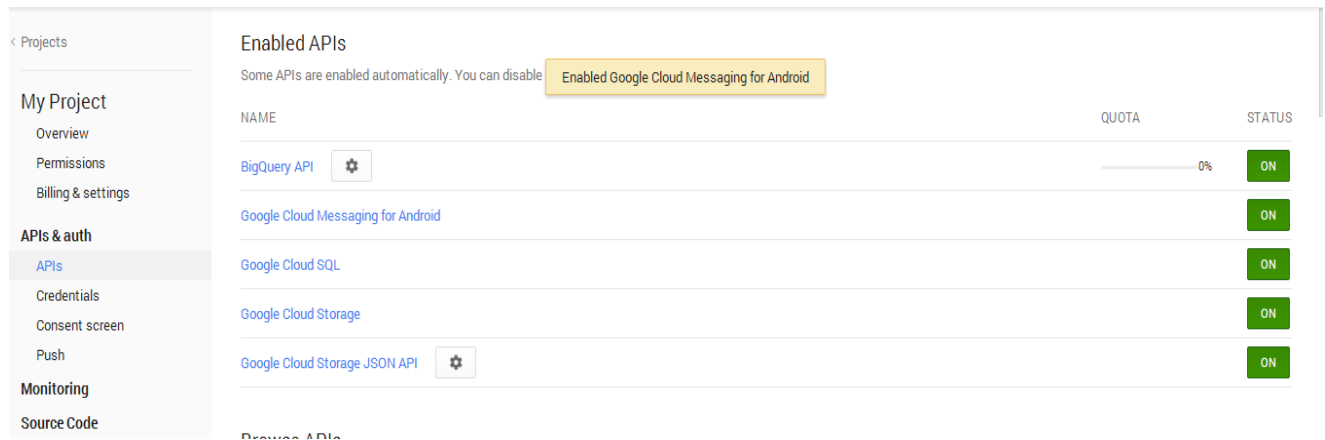 Projects
My Project
Overview
Permissions
Billing & settings
APIs & auth
APIs
Credentials
Consent screen
Push
Monitoring
Source Code
Enabled APIs
Some APIs are enabled automatically. You can disable
Enabled Google Cloud Messaging for Android
NAME QUOTA STATUS
BigQuery API 0% ON
Google Cloud Messaging for Android ON
Google Cloud SQL ON
Google Cloud Storage ON
Google Cloud Storage JSON API ON
Browse APIs